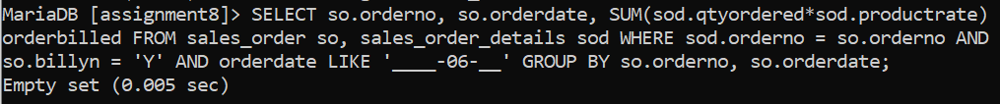 MariaDB [assignment8]> SELECT so.orderno, so.orderdate, SUM(sod.qtyordered*sod.productrate)
orderbilled FROM sales_order so, sales_order_details sod WHERE sod.orderno = so.orderno AND
so.billyn = 'Y' AND orderdate LIKE '____-06-__' GROUP BY so.orderno, so.orderdate;
Empty set (0.005 sec)